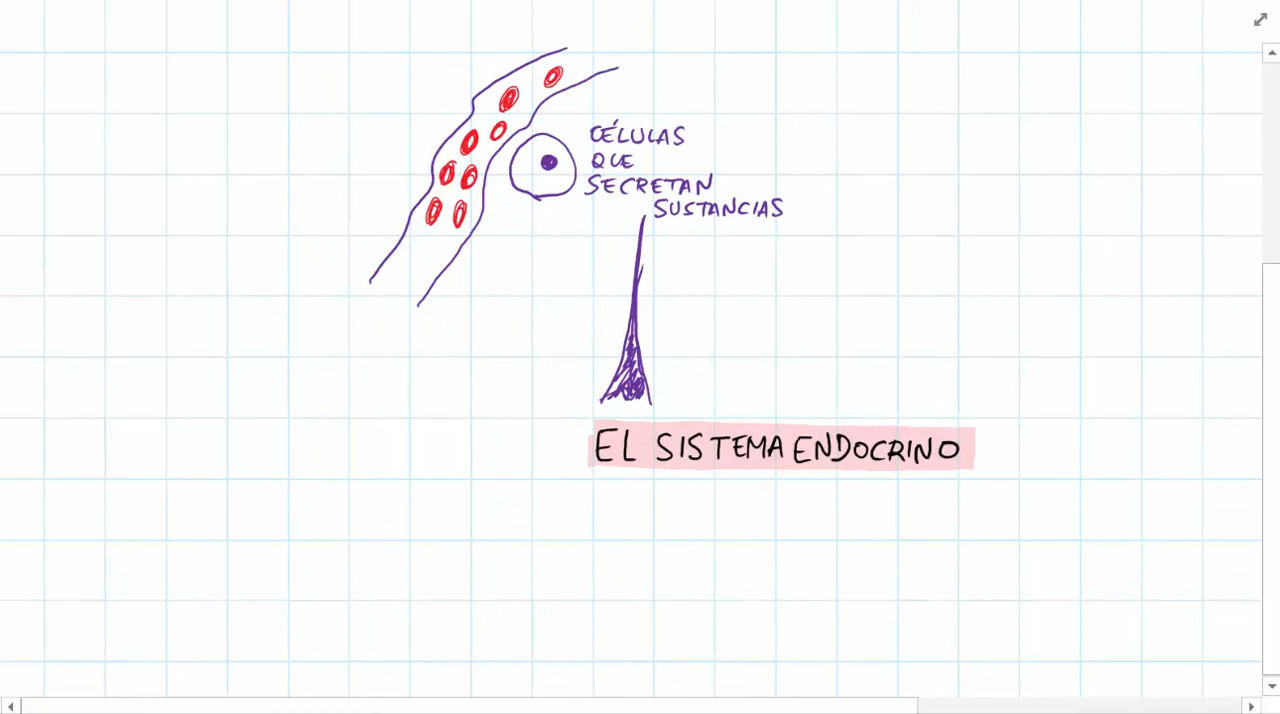 CÉLULAS
QUE
SECRETAN
SUSTANCIAS
EL SISTEMA ENDOCRINO